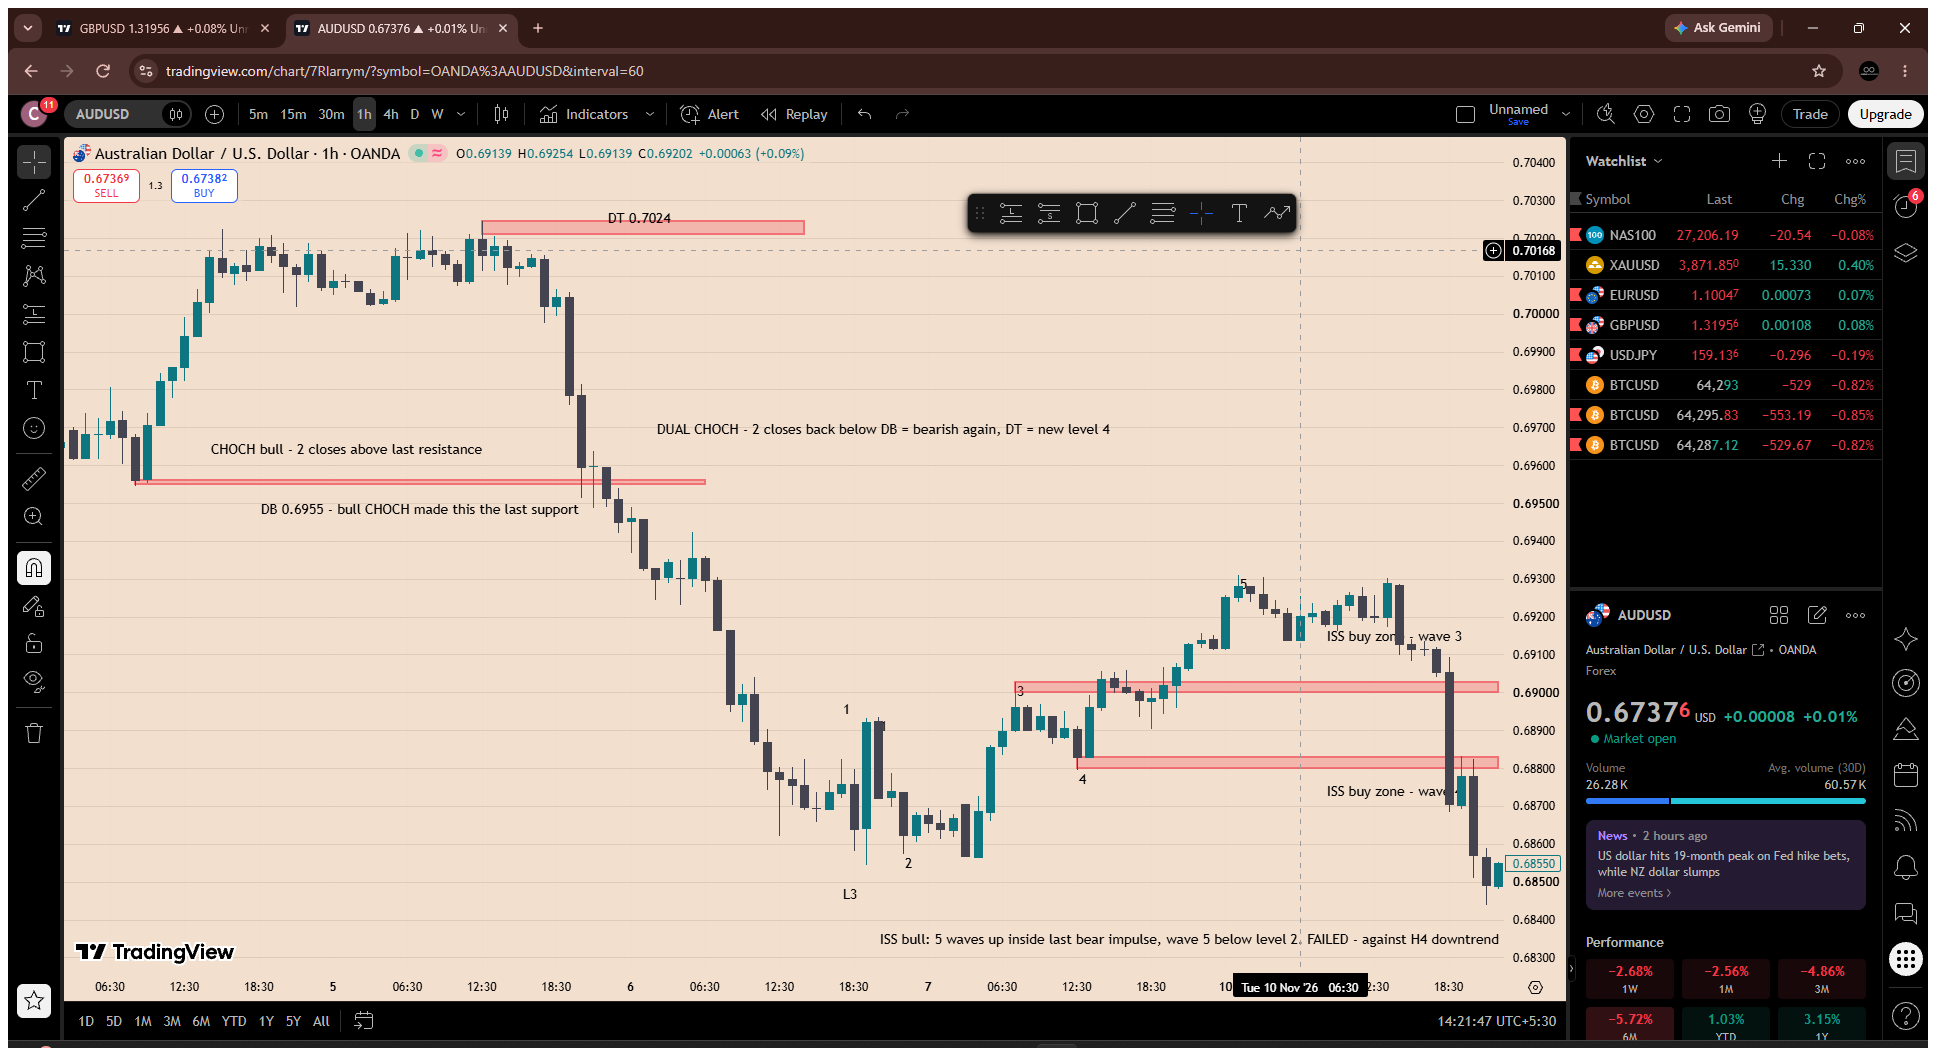 GBPUSD 1.31956 ▲ +0.08% Un
AUDUSD 0.67376 ▲ +0.01% Un
Ask Gemini
tradingview.com/chart/7Rlarrym/?symbol=OANDA%3AAUDUSD&interval=60
C 11
AUDUSD
5m 15m 30m 1h 4h D W
Indicators
Alert
Replay
Unnamed
Save
Trade
Upgrade
Australian Dollar / U.S. Dollar · 1h · OANDA
O0.69139 H0.69254 L0.69139 C0.69202 +0.00063 (+0.09%)
0.67369
SELL
1.3
0.67382
BUY
DT 0.7024
CHOCH bull - 2 closes above last resistance
DB 0.6955 - bull CHOCH made this the last support
DUAL CHOCH - 2 closes back below DB = bearish again, DT = new level 4
1
L3
2
3
4
5
ISS buy zone - wave 3
ISS buy zone - wave
ISS bull: 5 waves up inside last bear impulse, wave 5 below level 2. FAILED - against H4 downtrend
TradingView
0.70400
0.70300
0.70200
0.70168
0.70100
0.70000
0.69900
0.69800
0.69700
0.69600
0.69500
0.69400
0.69300
0.69200
0.69100
0.69000
0.68900
0.68800
0.68700
0.68600
0.68550
0.68500
0.68400
0.68300
06:30 12:30 18:30 5 06:30 12:30 18:30 6 06:30 12:30 18:30 7 06:30 12:30 18:30 10 Tue 10 Nov '26 06:30 2:30 18:30
1D 5D 1M 3M 6M YTD 1Y 5Y All
14:21:47 UTC+5:30
Watchlist
Symbol Last Chg Chg%
100 NAS100 27,206.19 −20.54 −0.08%
XAUUSD 3,871.850 15.330 0.40%
EURUSD 1.10047 0.00073 0.07%
GBPUSD 1.31956 0.00108 0.08%
USDJPY 159.136 −0.296 −0.19%
BTCUSD 64,293 −529 −0.82%
BTCUSD 64,295.83 −553.19 −0.85%
BTCUSD 64,287.12 −529.67 −0.82%
6
AUDUSD
Australian Dollar / U.S. Dollar • OANDA
Forex
0.67376 USD +0.00008 +0.01%
Market open
Volume Avg. volume (30D)
26.28 K 60.57 K
News • 2 hours ago
US dollar hits 19-month peak on Fed hike bets,
while NZ dollar slumps
More events
Performance
−2.68% −2.56% −4.86%
1W 1M 3M
−5.72% 1.03% 3.15%
6M YTD 1Y